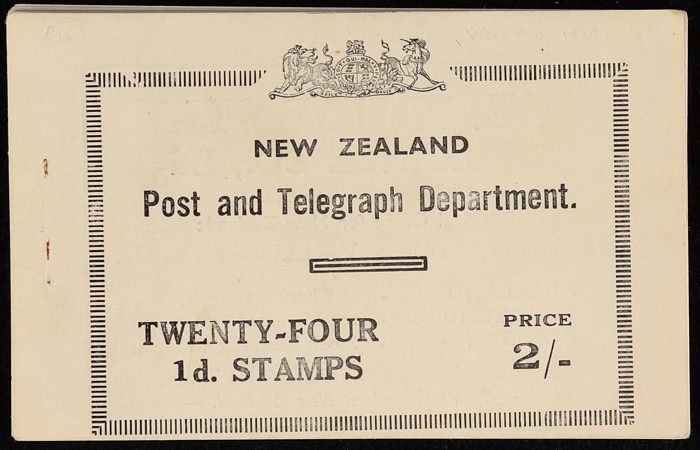 NEW ZEALAND
Post and Telegraph Department.
TWENTY-FOUR
1d. STAMPS
PRICE
2/-